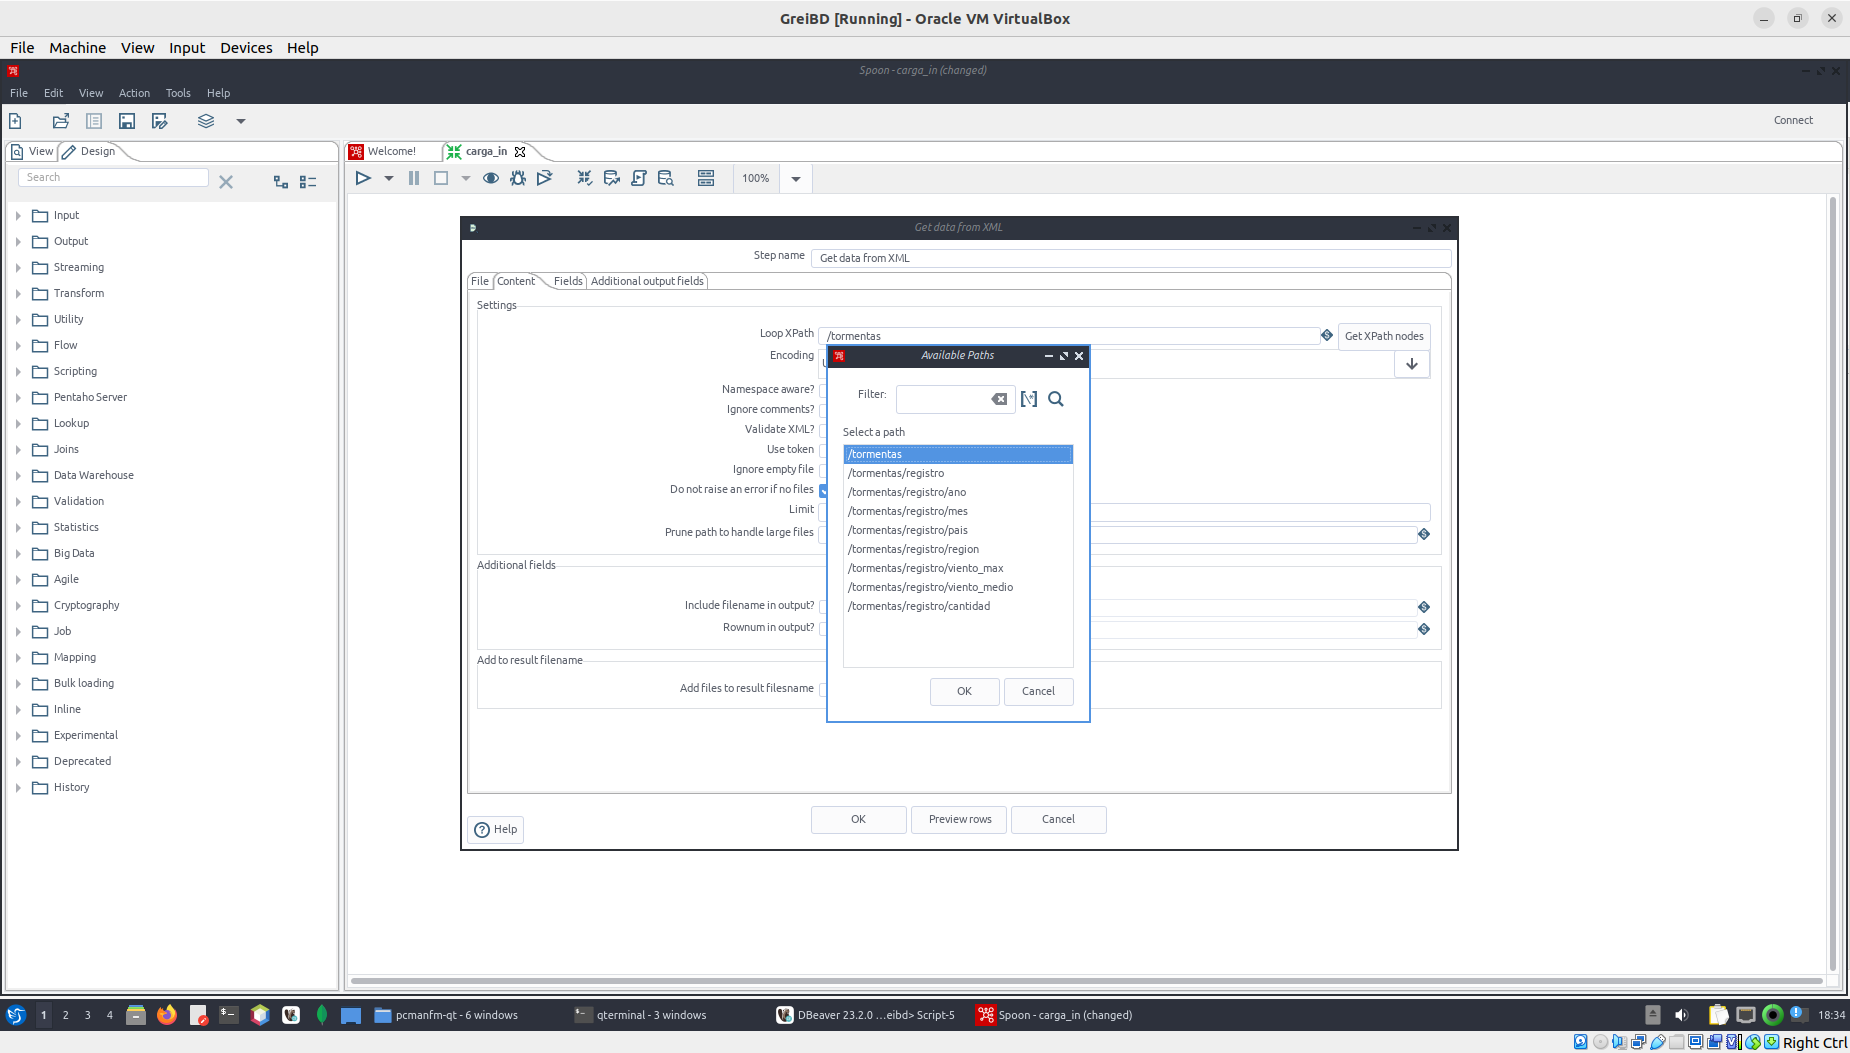 GreiBD [Running] - Oracle VM VirtualBox
File Machine View Input Devices Help
Spoon - carga_in (changed)
File Edit View Action Tools Help
Connect
View Design
Welcome! carga_in
Search
100%
Input
Output
Streaming
Transform
Utility
Flow
Scripting
Pentaho Server
Lookup
Joins
Data Warehouse
Validation
Statistics
Big Data
Agile
Cryptography
Job
Mapping
Bulk loading
Inline
Experimental
Deprecated
History
Get data from XML
Step name Get data from XML
File Content Fields Additional output fields
Settings
Loop XPath /tormentas Get XPath nodes
Encoding
Namespace aware?
Ignore comments?
Validate XML?
Use token
Ignore empty file
Do not raise an error if no files
Limit
Prune path to handle large files
Additional fields
Include filename in output?
Rownum in output?
Add to result filename
Add files to result filesname
OK Preview rows Cancel
Help
Available Paths
Filter:
Select a path
/tormentas
/tormentas/registro
/tormentas/registro/ano
/tormentas/registro/mes
/tormentas/registro/pais
/tormentas/registro/region
/tormentas/registro/viento_max
/tormentas/registro/viento_medio
/tormentas/registro/cantidad
OK Cancel
1 2 3 4 pcmanfm-qt - 6 windows qterminal - 3 windows DBeaver 23.2.0 ...eibd> Script-5 Spoon - carga_in (changed) 18:34
Right Ctrl